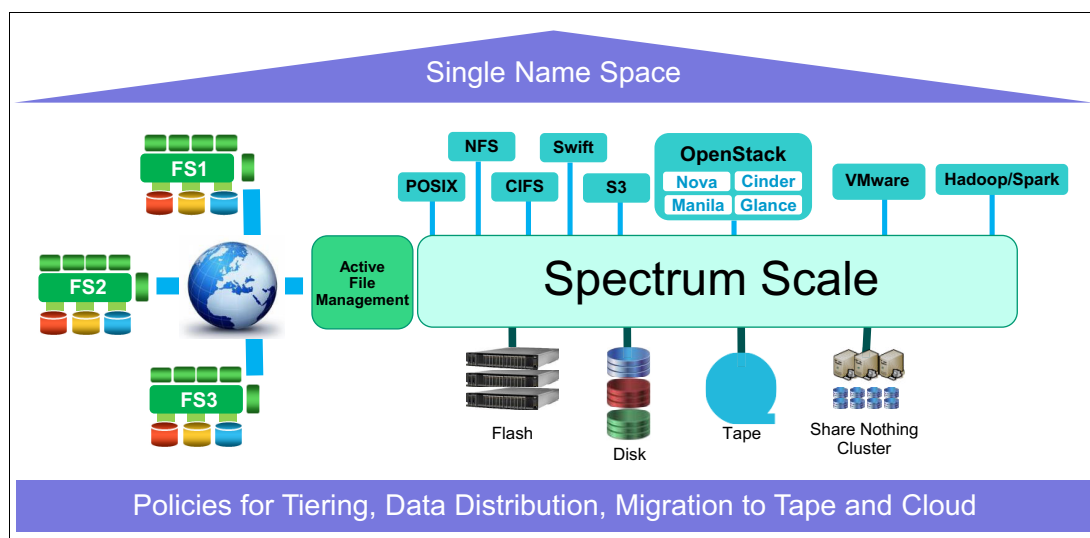 Single Name Space
FS1
FS2
FS3
Active
File
Management
POSIX
NFS
CIFS
Swift
S3
OpenStack
Nova
Cinder
Manila
Glance
VMware
Hadoop/Spark
Spectrum Scale
Flash
Disk
Tape
Share Nothing
Cluster
Policies for Tiering, Data Distribution, Migration to Tape and Cloud